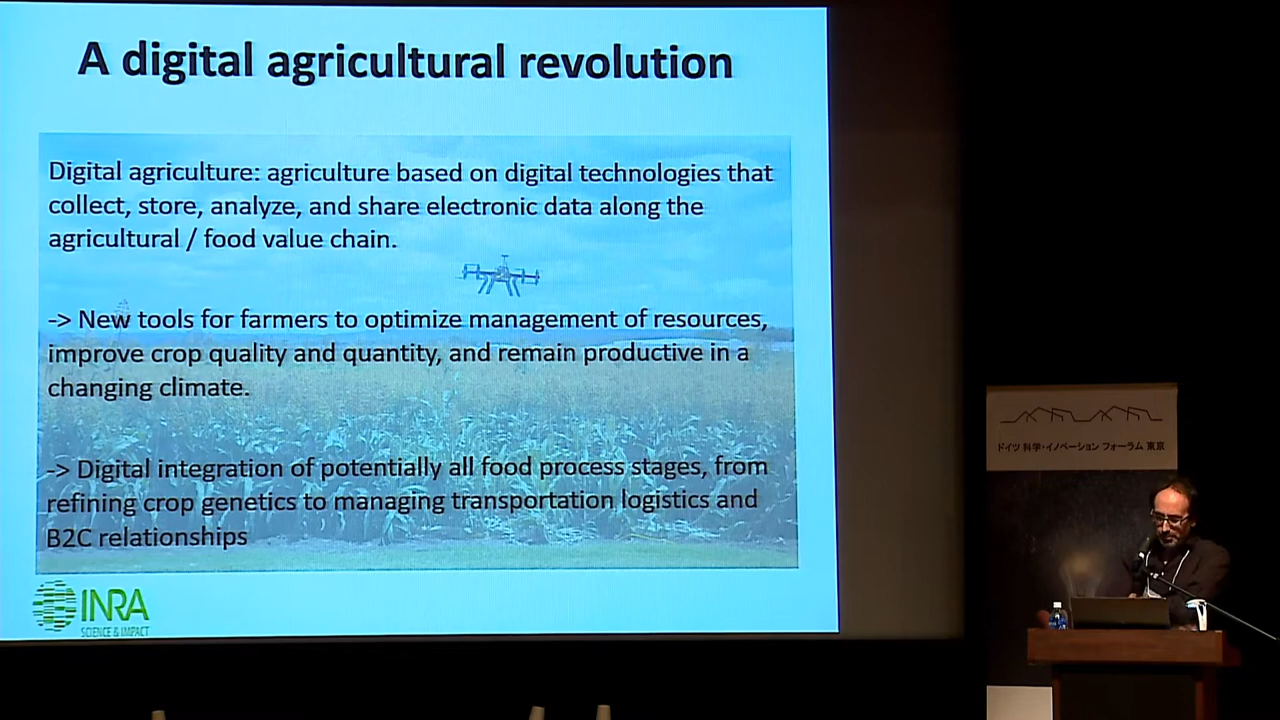 A digital agricultural revolution
Digital agriculture: agriculture based on digital technologies that
collect, store, analyze, and share electronic data along the
agricultural / food value chain.
-> New tools for farmers to optimize management of resources,
improve crop quality and quantity, and remain productive in a
changing climate.
-> Digital integration of potentially all food process stages, from
refining crop genetics to managing transportation logistics and
B2C relationships
INRA
SCIENCE & IMPACT
ドイツ 科学・イノベーション フォーラム 東京